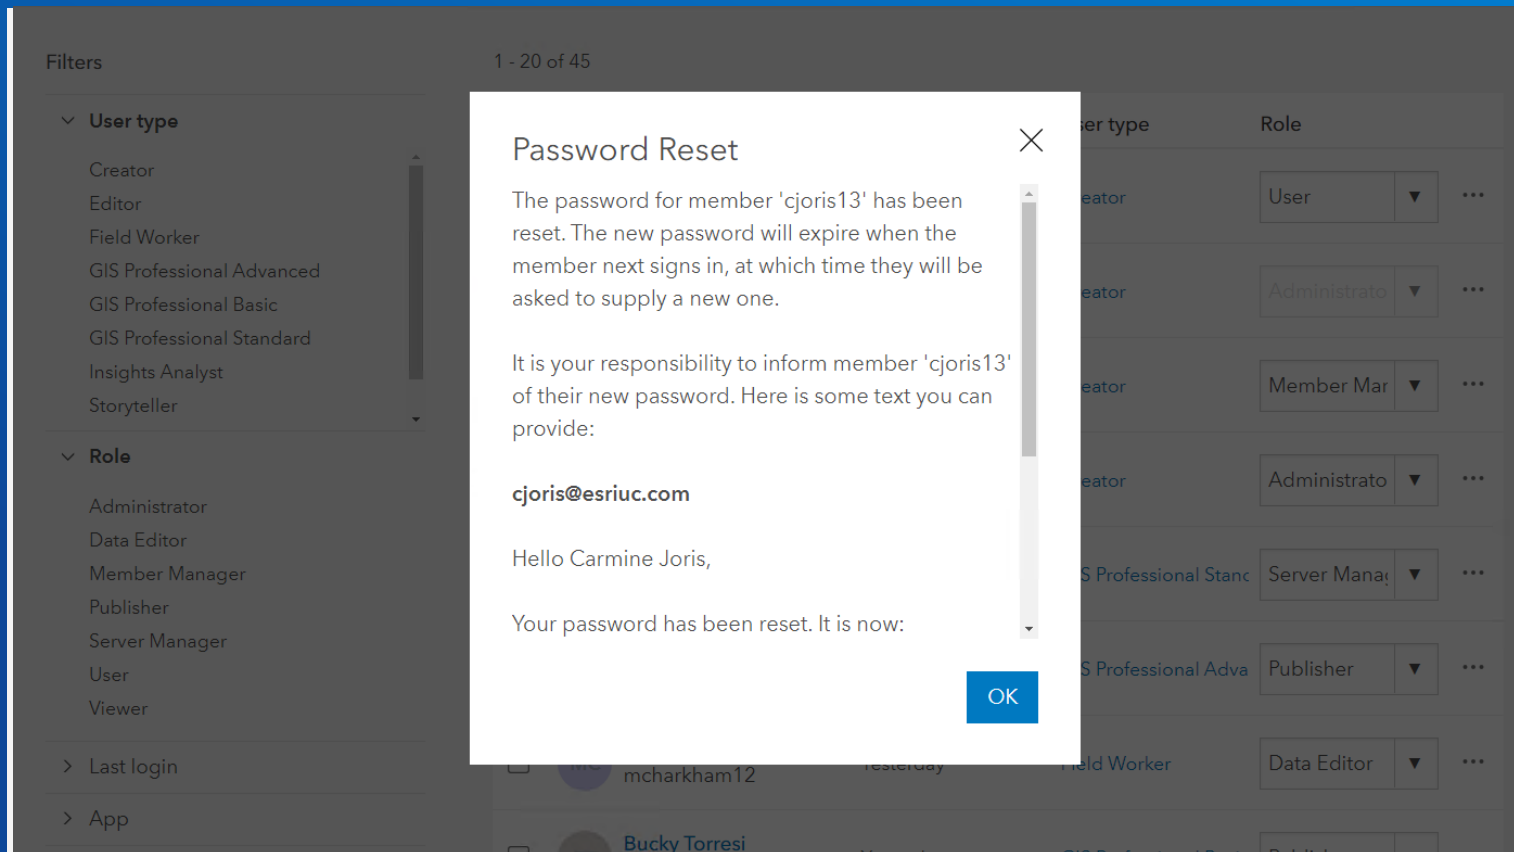 Filters
1 - 20 of 45
User type
Creator
Editor
Field Worker
GIS Professional Advanced
GIS Professional Basic
GIS Professional Standard
Insights Analyst
Storyteller
Role
Administrator
Data Editor
Member Manager
Publisher
Server Manager
User
Viewer
Last login
App
Password Reset
The password for member 'cjoris13' has been
reset. The new password will expire when the
member next signs in, at which time they will be
asked to supply a new one.
It is your responsibility to inform member 'cjoris13'
of their new password. Here is some text you can
provide:
cjoris@esriuc.com
Hello Carmine Joris,
Your password has been reset. It is now:
OK
ser type Role
eator User
eator Administrato
eator Member Mar
eator Administrato
S Professional Stand Server Manag
S Professional Adva Publisher
mcharkham12 Yesterday Field Worker Data Editor
Bucky Torresi